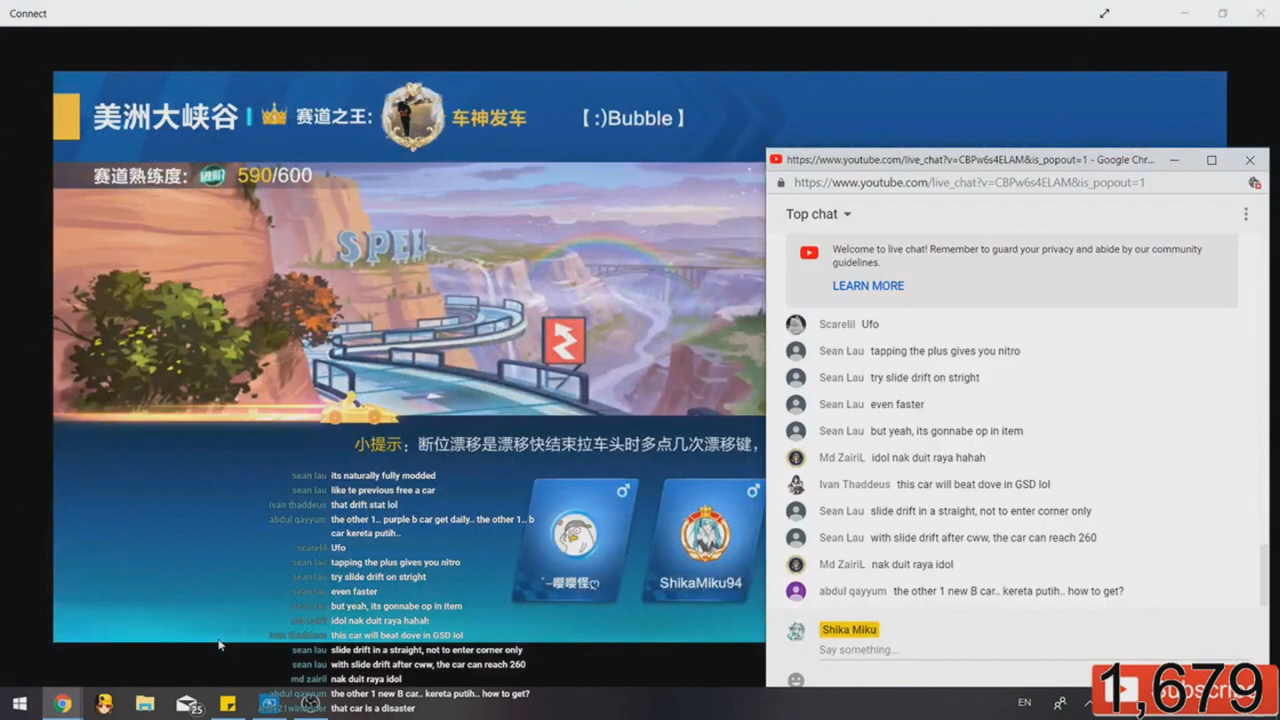 Connect
美洲大峡谷 赛道之王: 车神发车 【 :)Bubble 】
赛道熟练度: 进阶 590/600
SPEE
小提示: 断位漂移是漂移快结束拉车头时多点几次漂移键,
嘤嘤怪ღ
ShikaMiku94
sean lau its naturally fully modded
sean lau like te previous free a car
ivan thaddeus that drift stat lol
abdul qayyum the other 1.. purple b car get daily.. the other 1.. b
car kereta putih..
scarelil Ufo
sean lau tapping the plus gives you nitro
sean lau try slide drift on stright
sean lau even faster
sean lau but yeah, its gonnabe op in item
md zairil idol nak duit raya hahah
ivan thaddeus this car will beat dove in GSD lol
sean lau slide drift in a straight, not to enter corner only
sean lau with slide drift after cww, the car can reach 260
md zairil nak duit raya idol
abdul qayyum the other 1 new B car.. kereta putih.. how to get?
that car is a disaster
https://www.youtube.com/live_chat?v=CBPw6s4ELAM&is_popout=1 - Google Chr...
https://www.youtube.com/live_chat?v=CBPw6s4ELAM&is_popout=1
Top chat
Welcome to live chat! Remember to guard your privacy and abide by our community
guidelines.
LEARN MORE
Scarelil Ufo
Sean Lau tapping the plus gives you nitro
Sean Lau try slide drift on stright
Sean Lau even faster
Sean Lau but yeah, its gonnabe op in item
Md ZairiL idol nak duit raya hahah
Ivan Thaddeus this car will beat dove in GSD lol
Sean Lau slide drift in a straight, not to enter corner only
Sean Lau with slide drift after cww, the car can reach 260
Md ZairiL nak duit raya idol
abdul qayyum the other 1 new B car.. kereta putih.. how to get?
Shika Miku
Say something...
25
EN
1,679